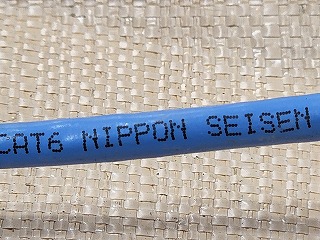 CAT6 NIPPON SEISEN